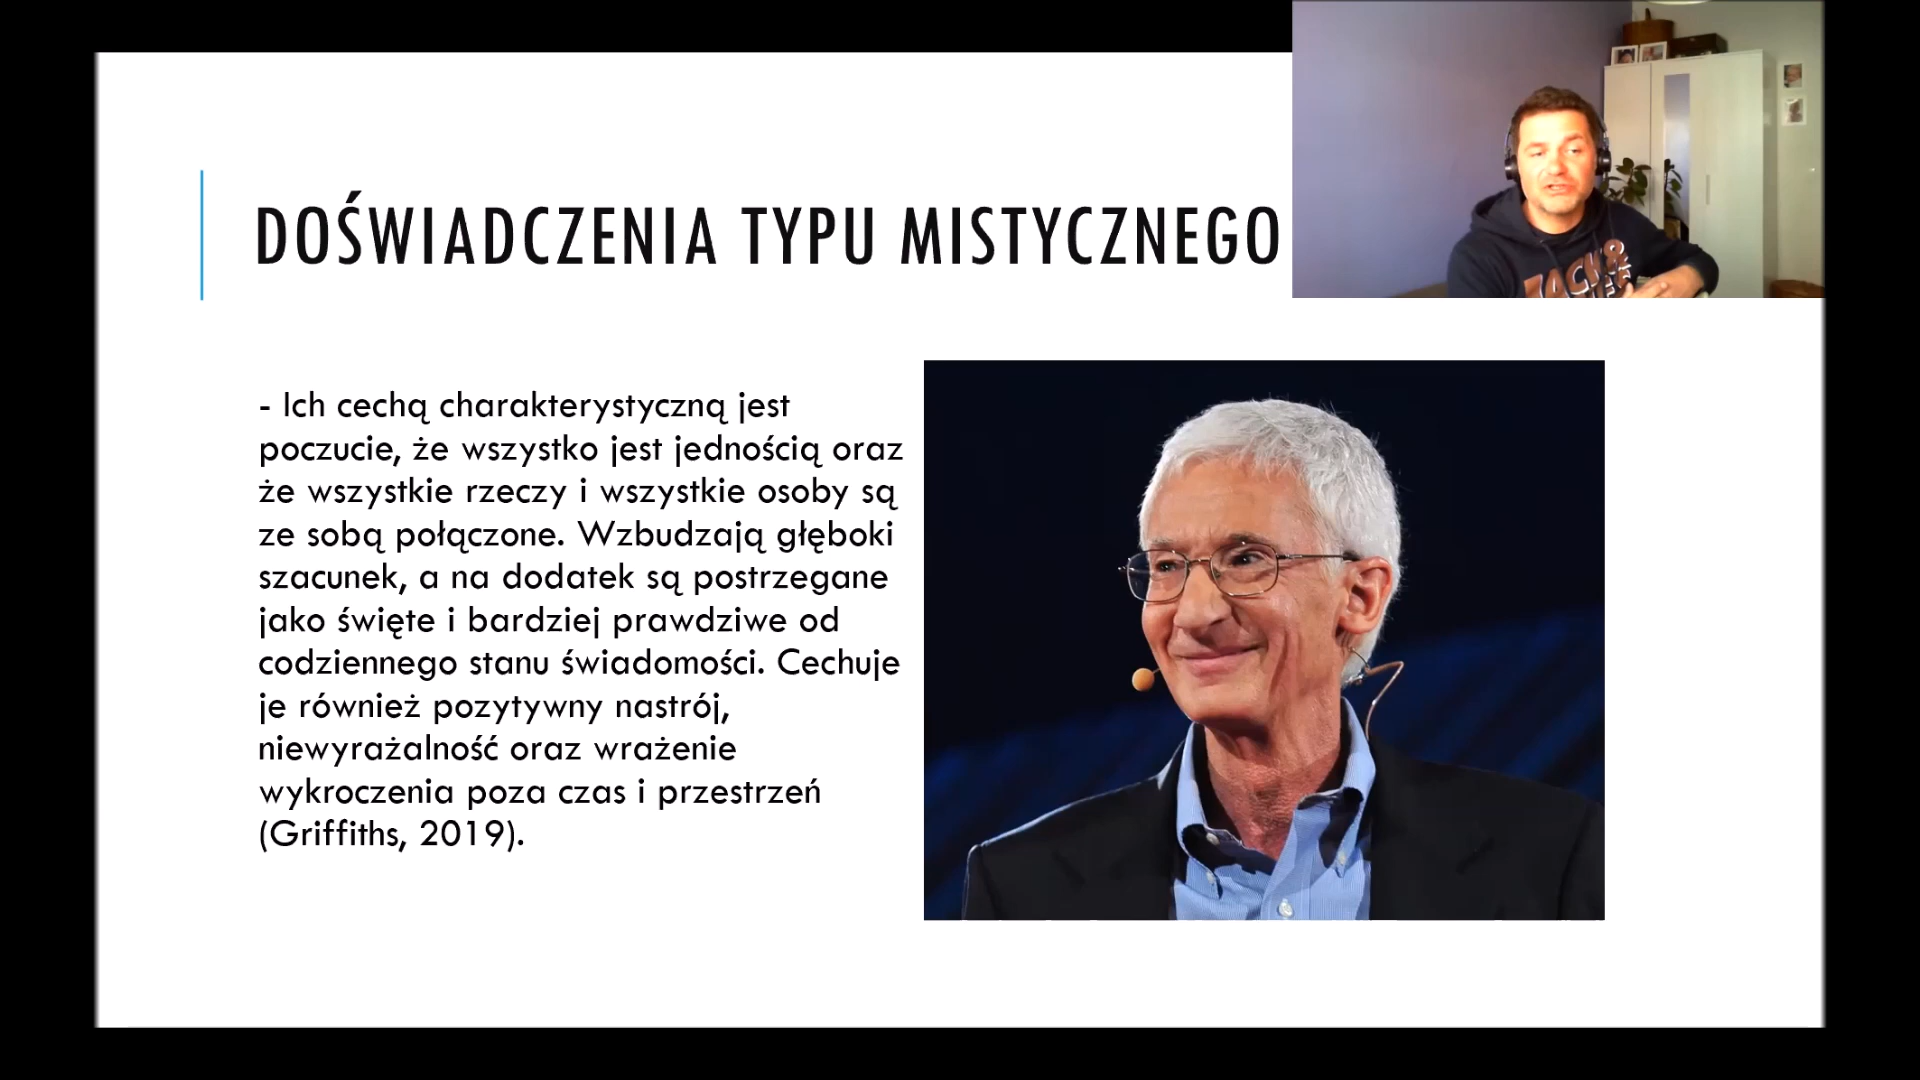 DOŚWIADCZENIA TYPU MISTYCZNEGO
- Ich cechą charakterystyczną jest
poczucie, że wszystko jest jednością oraz
że wszystkie rzeczy i wszystkie osoby są
ze sobą połączone. Wzbudzają głęboki
szacunek, a na dodatek są postrzegane
jako święte i bardziej prawdziwe od
codziennego stanu świadomości. Cechuje
je również pozytywny nastrój,
niewyrażalność oraz wrażenie
wykroczenia poza czas i przestrzeń
(Griffiths, 2019).